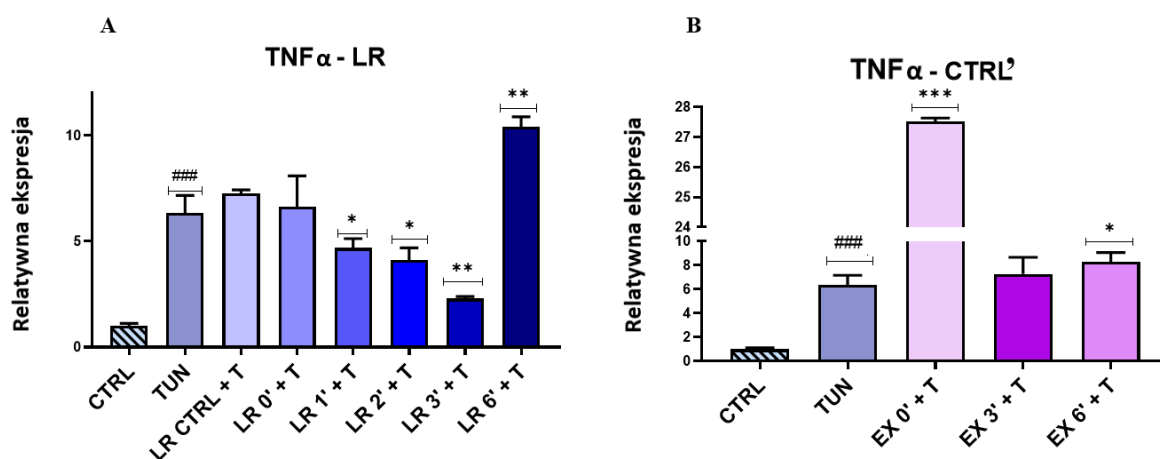 A
TNFα - LR
Relatywna ekspresja
10
5
0
###
*
*
**
**
CTRL
TUN
LR CTRL + T
LR 0' + T
LR 1' + T
LR 2' + T
LR 3' + T
LR 6' + T
B
TNFα - CTRL’
Relatywna ekspresja
28
27
26
25
24
10
8
6
4
2
0
###
***
*
CTRL
TUN
EX 0' + T
EX 3' + T
EX 6' + T